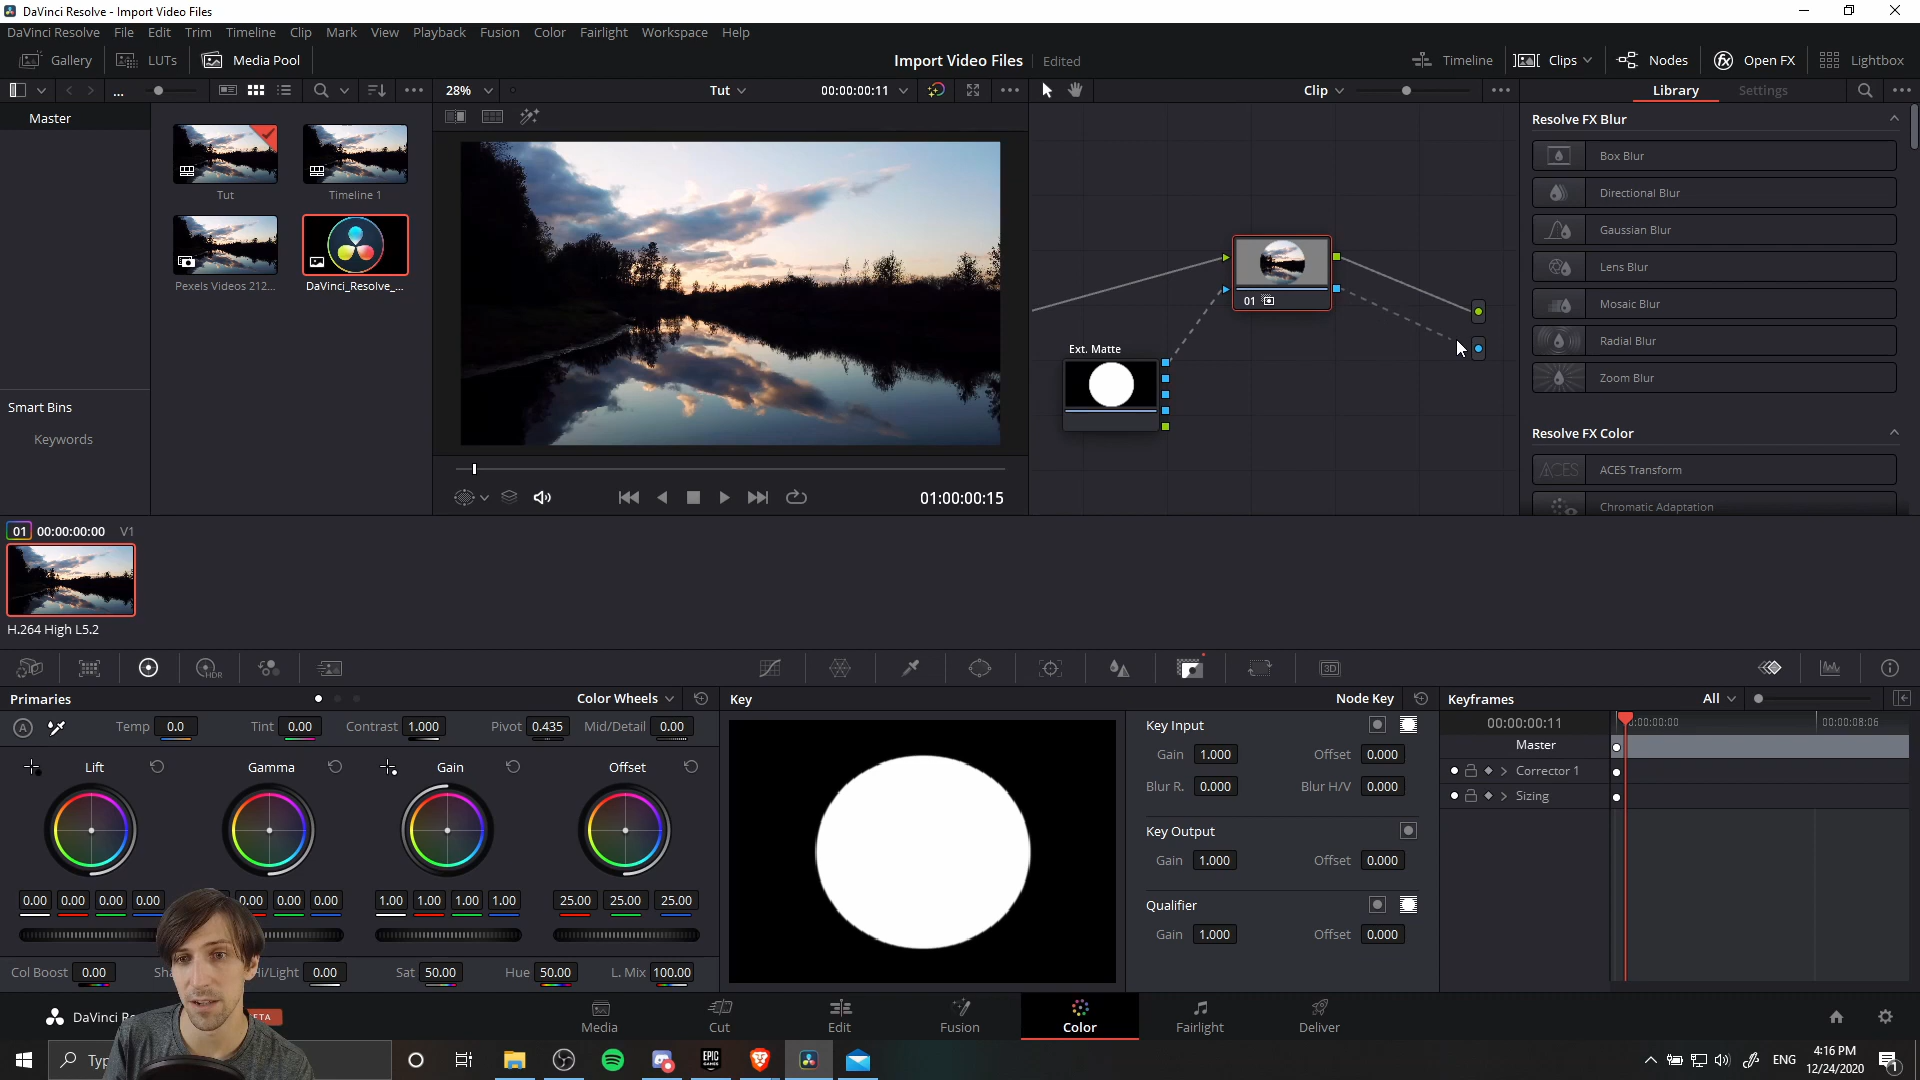 DaVinci Resolve - Import Video Files
DaVinci Resolve File Edit Trim Timeline Clip Mark View Playback Fusion Color Fairlight Workspace Help
Gallery LUTs Media Pool Import Video Files Edited Timeline Clips Nodes Open FX Lightbox
... 28% Tut 00:00:00:11 Clip Library Settings
Master
Tut
Timeline 1
Pexels Videos 212...
DaVinci_Resolve_...
Smart Bins
Keywords
01:00:00:15
01
Ext. Matte
Resolve FX Blur
Box Blur
Directional Blur
Gaussian Blur
Lens Blur
Mosaic Blur
Radial Blur
Zoom Blur
Resolve FX Color
ACES
ACES Transform
Chromatic Adaptation
01 00:00:00:00 V1
H.264 High L5.2
HDR
3D
Primaries Color Wheels
A Temp 0.0 Tint 0.00 Contrast 1.000 Pivot 0.435 Mid/Detail 0.00
Lift Gamma Gain Offset
0.00 0.00 0.00 0.00 0.00 0.00 0.00 1.00 1.00 1.00 1.00 25.00 25.00 25.00
Col Boost 0.00 Hi/Light 0.00 Sat 50.00 Hue 50.00 L. Mix 100.00
Key Node Key
Key Input
Gain 1.000 Offset 0.000
Blur R. 0.000 Blur H/V 0.000
Key Output
Gain 1.000 Offset 0.000
Qualifier
Gain 1.000 Offset 0.000
Keyframes All
00:00:00:11 0:00:00:00 00:00:08:06
Master
Corrector 1
Sizing
DaVinci Re ETA Media Cut Edit Fusion Color Fairlight Deliver
Typ
EPIC GAMES
ENG
4:16 PM
12/24/2020
1